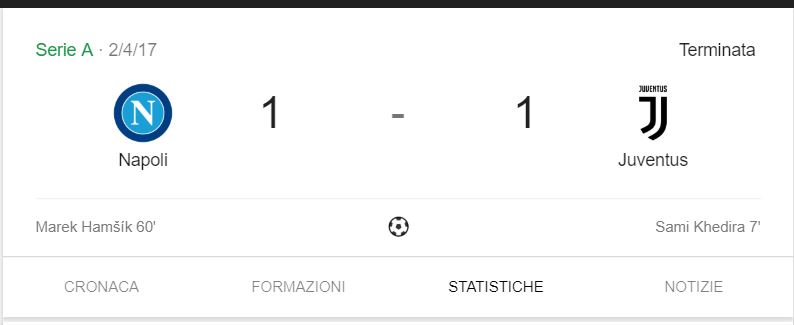 Serie A · 2/4/17 Terminata
N JUVENTUS
1 - 1
Napoli Juventus
Marek Hamšík 60' Sami Khedira 7'
CRONACA FORMAZIONI STATISTICHE NOTIZIE